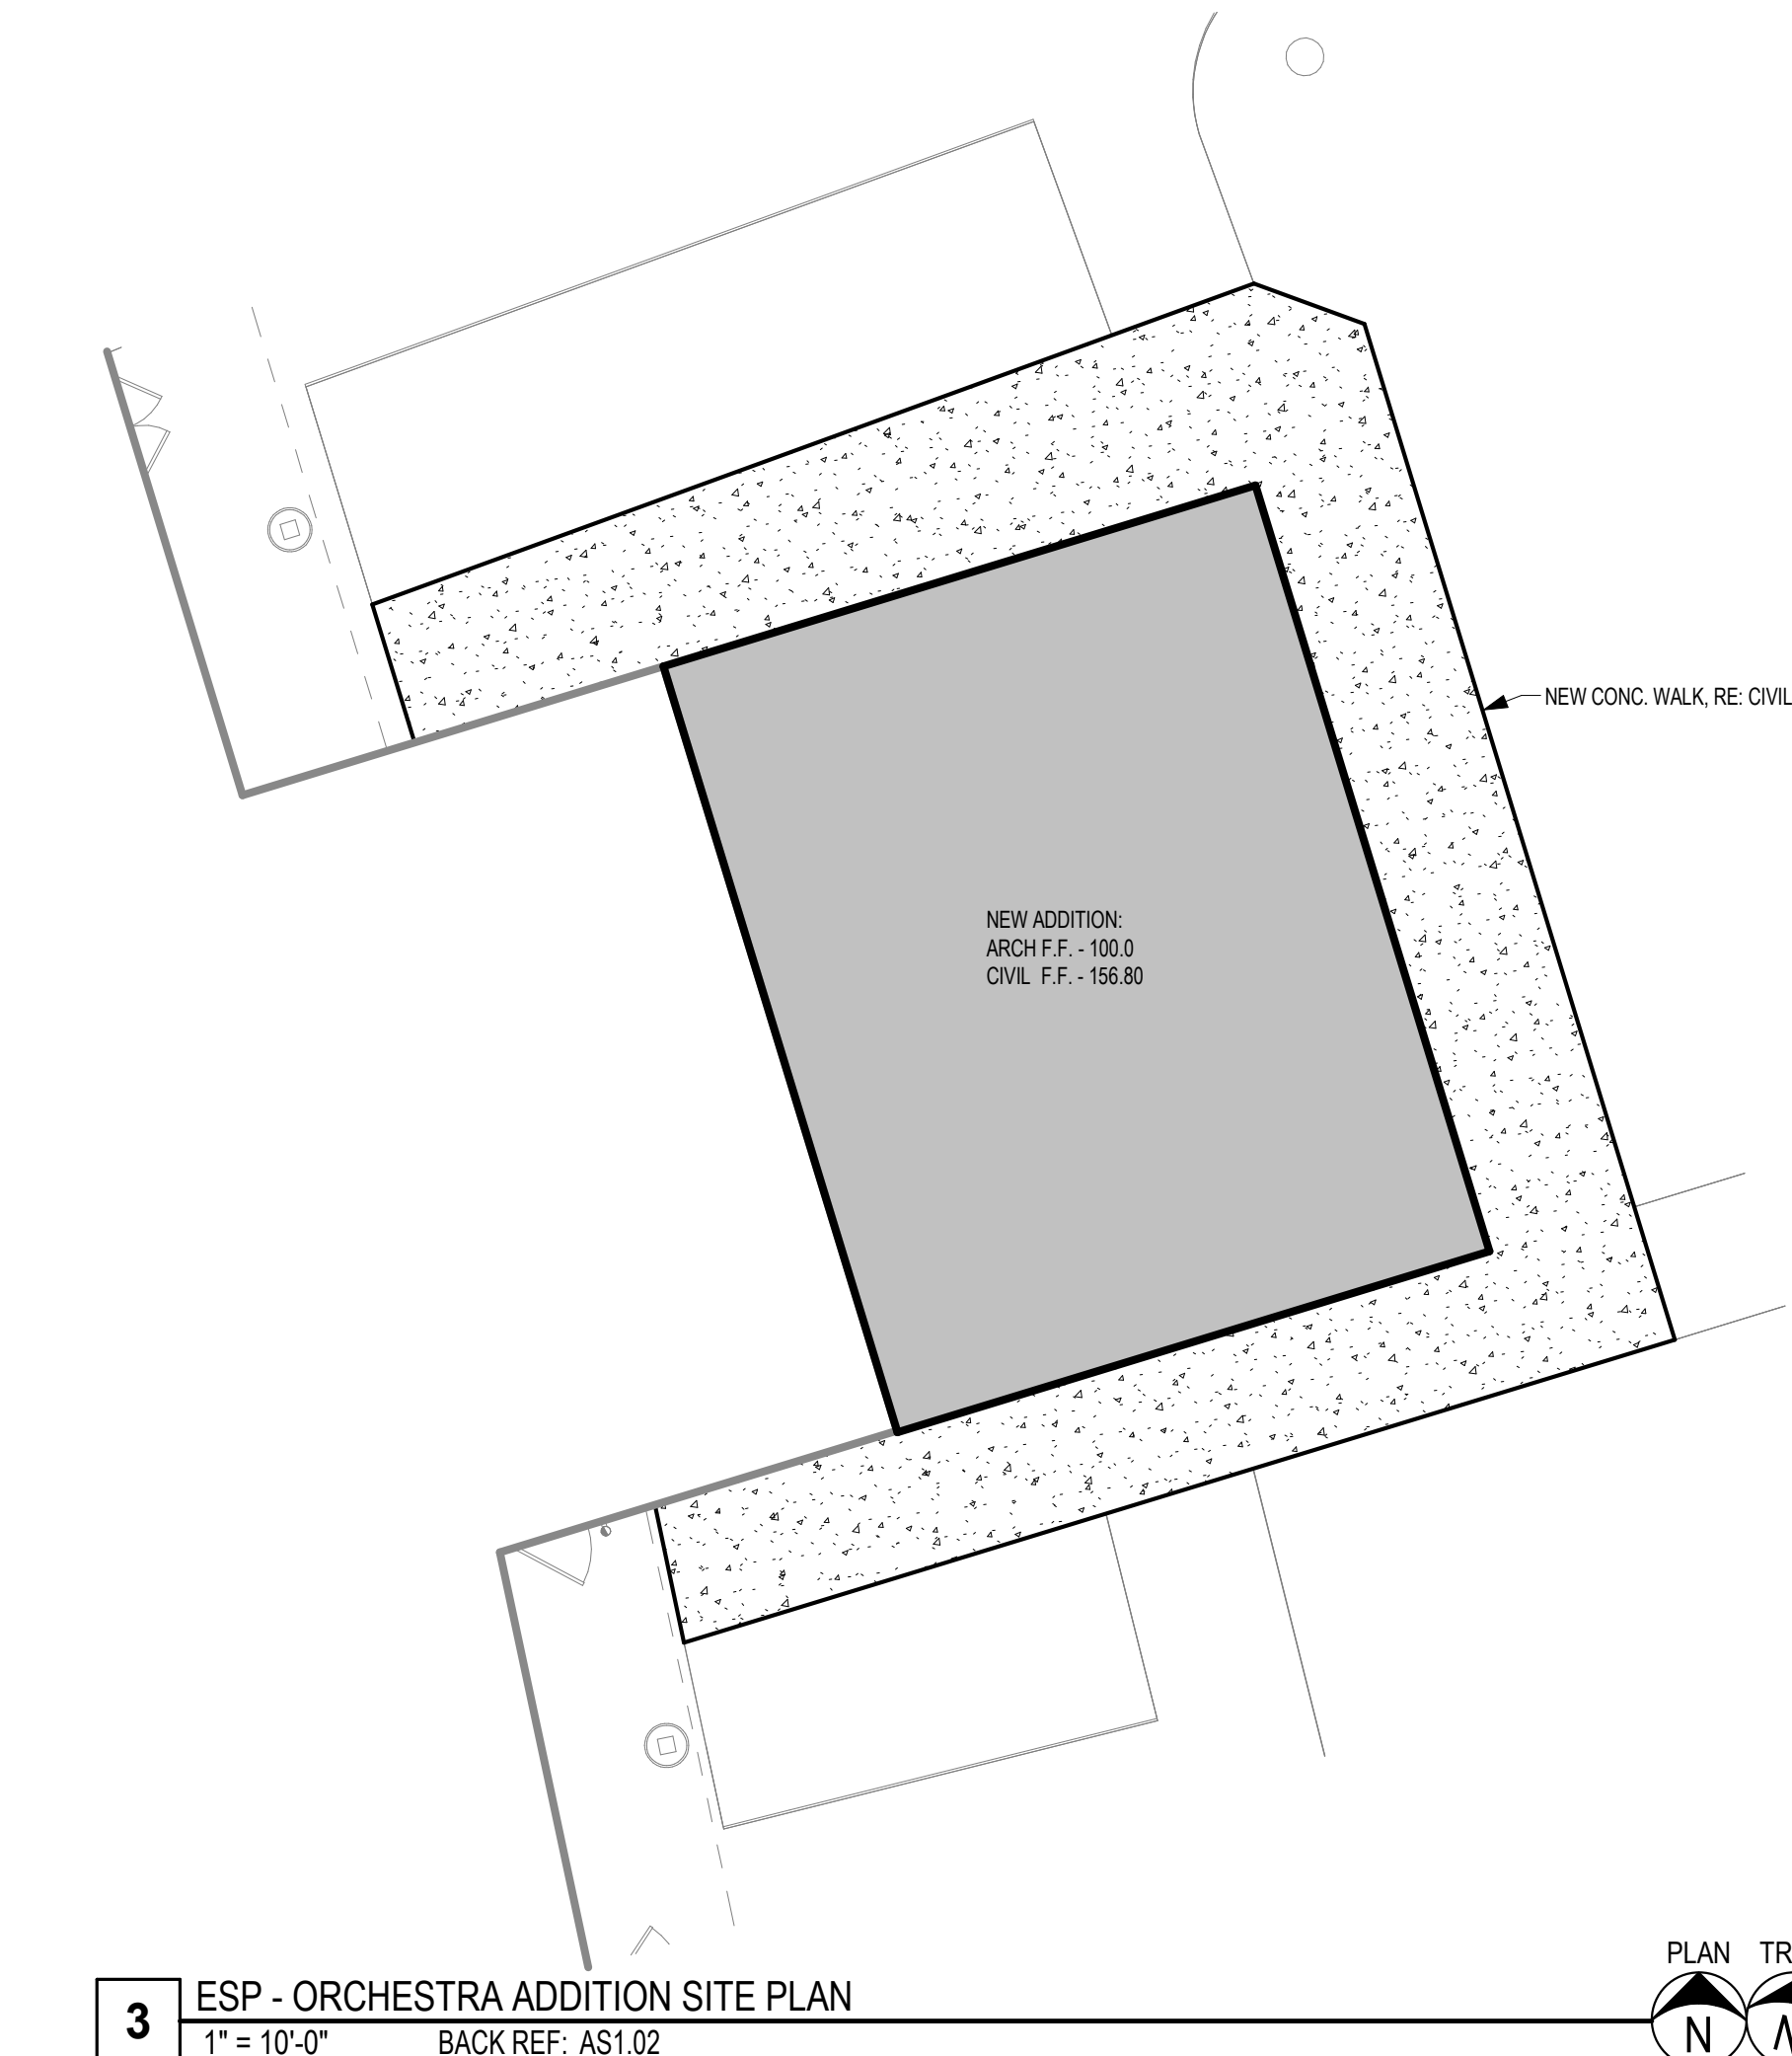 NEW CONC. WALK, RE: CIVIL
NEW ADDITION:
ARCH F.F. - 100.0
CIVIL F.F. - 156.80
PLAN TR
3
ESP - ORCHESTRA ADDITION SITE PLAN
1" = 10'-0" BACK REF: AS1.02
N